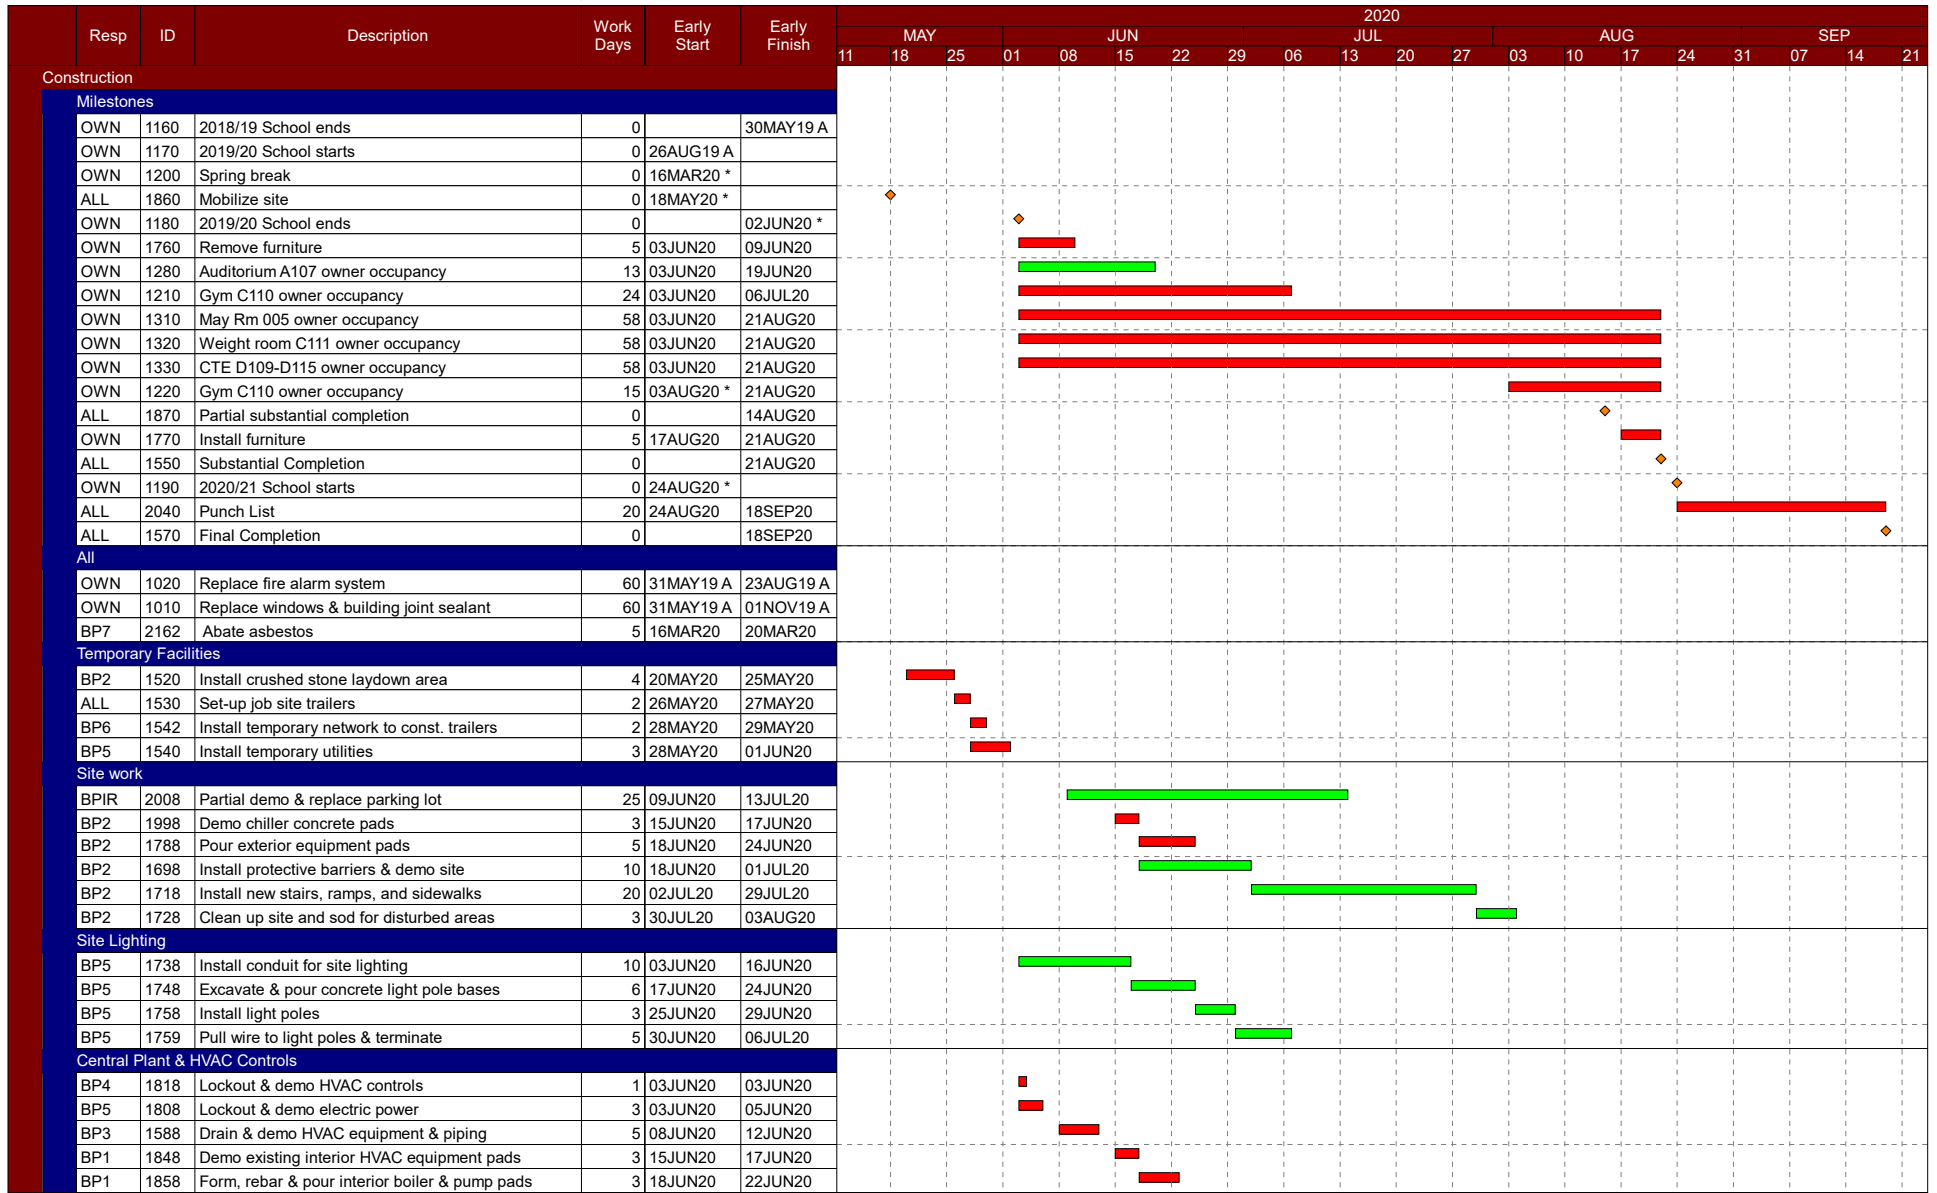 2020
Resp ID Description Work Days Early Start Early Finish
MAY JUN JUL AUG SEP
11 18 25 01 08 15 22 29 06 13 20 27 03 10 17 24 31 07 14 21
Construction
Milestones
OWN 1160 2018/19 School ends 0 30MAY19 A
OWN 1170 2019/20 School starts 0 26AUG19 A
OWN 1200 Spring break 0 16MAR20 *
ALL 1860 Mobilize site 0 18MAY20 *
OWN 1180 2019/20 School ends 0 02JUN20 *
OWN 1760 Remove furniture 5 03JUN20 09JUN20
OWN 1280 Auditorium A107 owner occupancy 13 03JUN20 19JUN20
OWN 1210 Gym C110 owner occupancy 24 03JUN20 06JUL20
OWN 1310 May Rm 005 owner occupancy 58 03JUN20 21AUG20
OWN 1320 Weight room C111 owner occupancy 58 03JUN20 21AUG20
OWN 1330 CTE D109-D115 owner occupancy 58 03JUN20 21AUG20
OWN 1220 Gym C110 owner occupancy 15 03AUG20 * 21AUG20
ALL 1870 Partial substantial completion 0 14AUG20
OWN 1770 Install furniture 5 17AUG20 21AUG20
ALL 1550 Substantial Completion 0 21AUG20
OWN 1190 2020/21 School starts 0 24AUG20 *
ALL 2040 Punch List 20 24AUG20 18SEP20
ALL 1570 Final Completion 0 18SEP20
All
OWN 1020 Replace fire alarm system 60 31MAY19 A 23AUG19 A
OWN 1010 Replace windows & building joint sealant 60 31MAY19 A 01NOV19 A
BP7 2162 Abate asbestos 5 16MAR20 20MAR20
Temporary Facilities
BP2 1520 Install crushed stone laydown area 4 20MAY20 25MAY20
ALL 1530 Set-up job site trailers 2 26MAY20 27MAY20
BP6 1542 Install temporary network to const. trailers 2 28MAY20 29MAY20
BP5 1540 Install temporary utilities 3 28MAY20 01JUN20
Site work
BPIR 2008 Partial demo & replace parking lot 25 09JUN20 13JUL20
BP2 1998 Demo chiller concrete pads 3 15JUN20 17JUN20
BP2 1788 Pour exterior equipment pads 5 18JUN20 24JUN20
BP2 1698 Install protective barriers & demo site 10 18JUN20 01JUL20
BP2 1718 Install new stairs, ramps, and sidewalks 20 02JUL20 29JUL20
BP2 1728 Clean up site and sod for disturbed areas 3 30JUL20 03AUG20
Site Lighting
BP5 1738 Install conduit for site lighting 10 03JUN20 16JUN20
BP5 1748 Excavate & pour concrete light pole bases 6 17JUN20 24JUN20
BP5 1758 Install light poles 3 25JUN20 29JUN20
BP5 1759 Pull wire to light poles & terminate 5 30JUN20 06JUL20
Central Plant & HVAC Controls
BP4 1818 Lockout & demo HVAC controls 1 03JUN20 03JUN20
BP5 1808 Lockout & demo electric power 3 03JUN20 05JUN20
BP3 1588 Drain & demo HVAC equipment & piping 5 08JUN20 12JUN20
BP1 1848 Demo existing interior HVAC equipment pads 3 15JUN20 17JUN20
BP1 1858 Form, rebar & pour interior boiler & pump pads 3 18JUN20 22JUN20